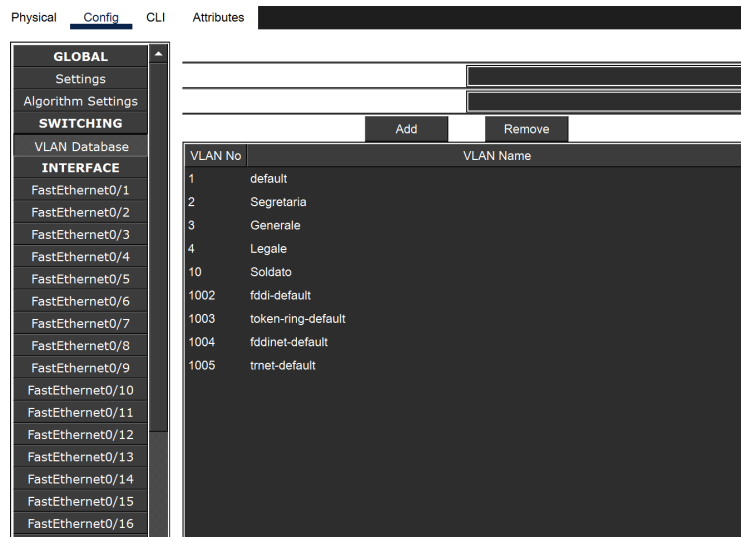 Physical Config CLI Attributes
GLOBAL
Settings
Algorithm Settings
SWITCHING
VLAN Database
INTERFACE
FastEthernet0/1
FastEthernet0/2
FastEthernet0/3
FastEthernet0/4
FastEthernet0/5
FastEthernet0/6
FastEthernet0/7
FastEthernet0/8
FastEthernet0/9
FastEthernet0/10
FastEthernet0/11
FastEthernet0/12
FastEthernet0/13
FastEthernet0/14
FastEthernet0/15
FastEthernet0/16
Add Remove
VLAN No VLAN Name
1 default
2 Segretaria
3 Generale
4 Legale
10 Soldato
1002 fddi-default
1003 token-ring-default
1004 fddinet-default
1005 trnet-default